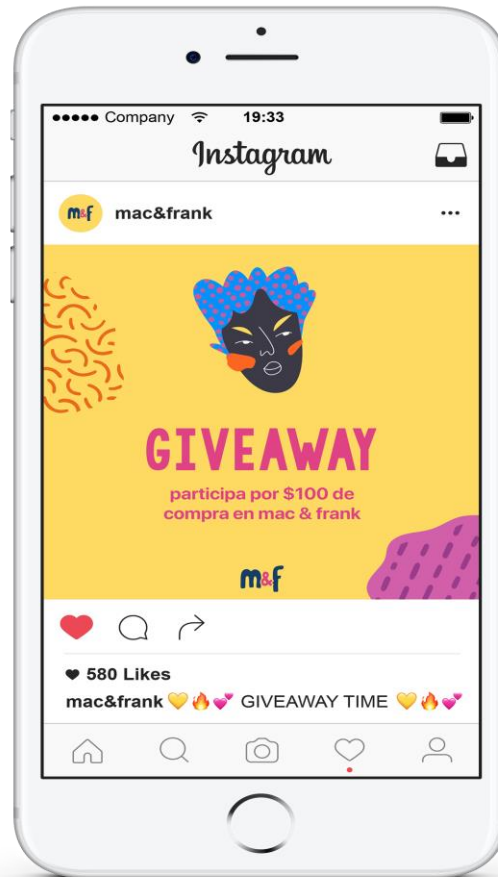 Company 19:33
Instagram
m&f mac&frank
GIVEAWAY
participa por $100 de
compra en mac & frank
m&f
580 Likes
mac&frank 💛🔥💕 GIVEAWAY TIME 💛🔥💕